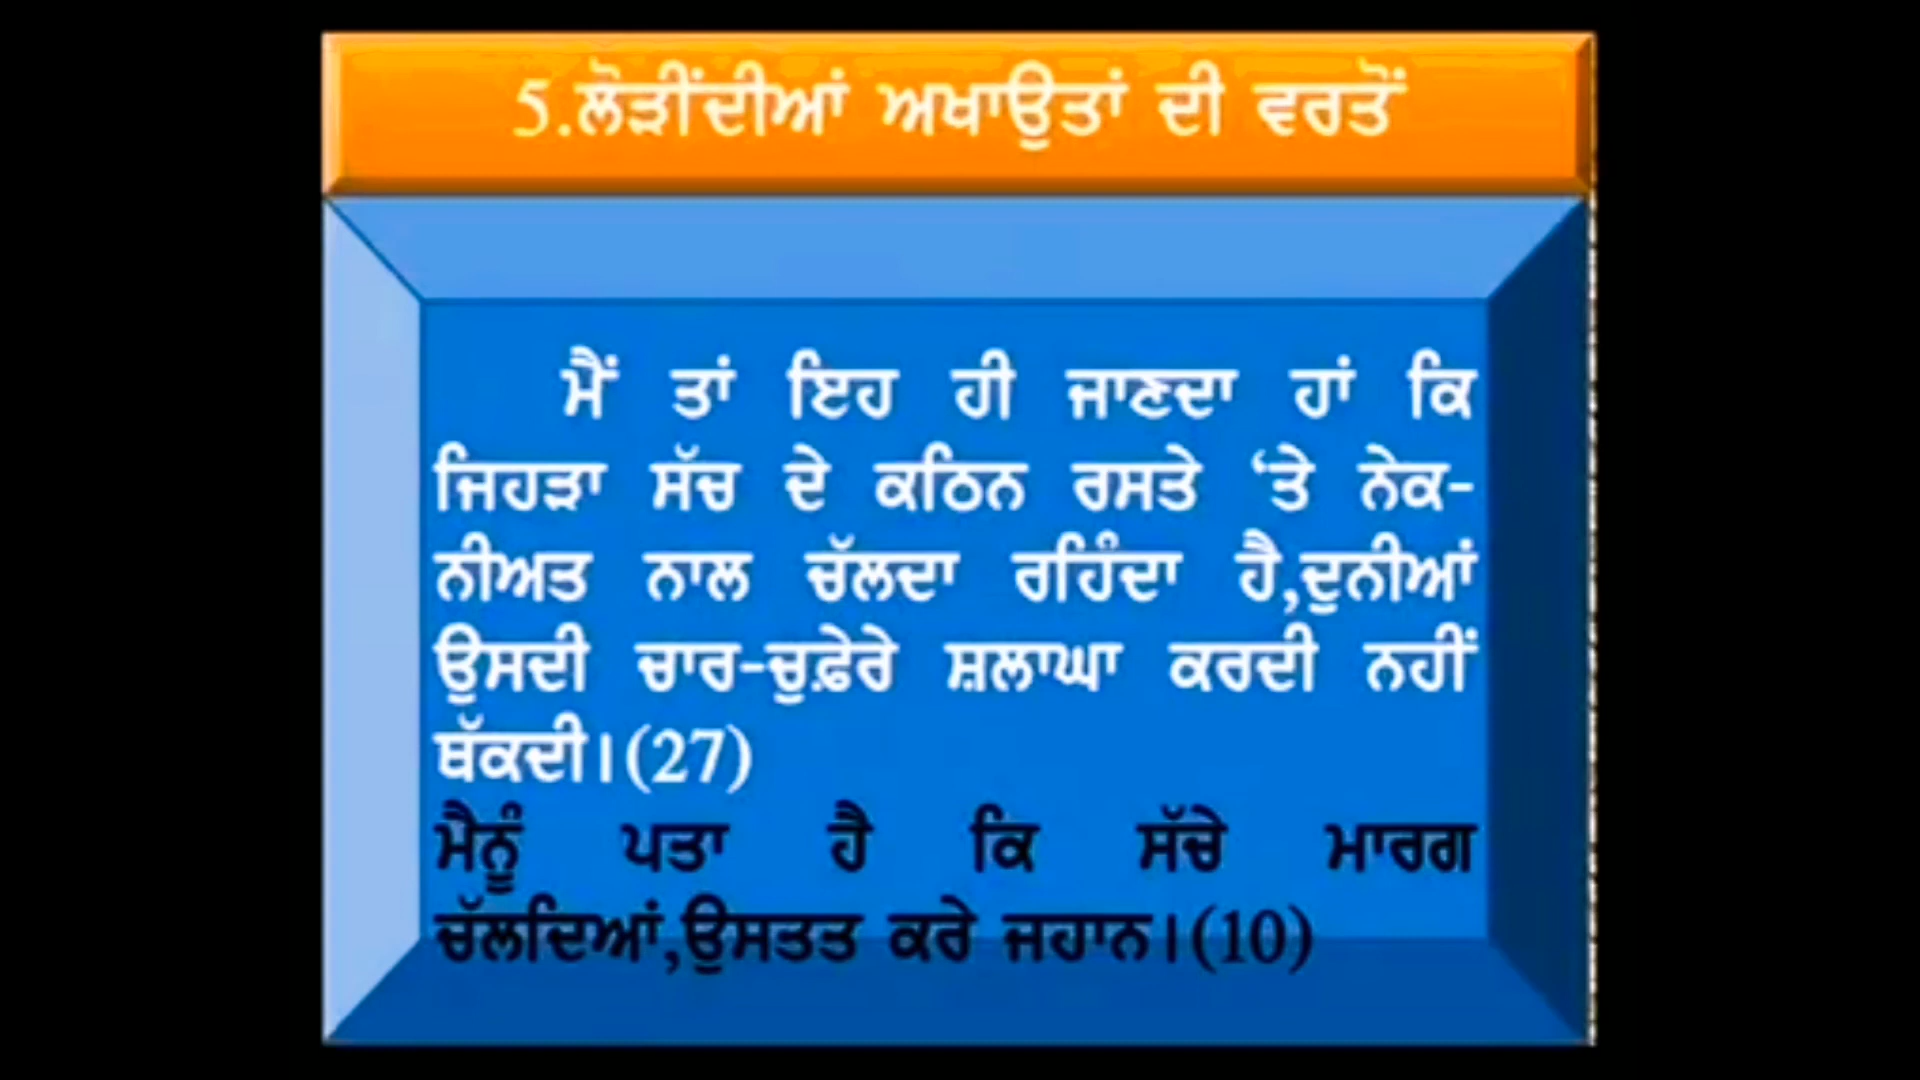 5.ਲੋੜੀਂਦੀਆਂ ਅਖਾਉਤਾਂ ਦੀ ਵਰਤੋਂ
ਮੈਂ ਤਾਂ ਇਹ ਹੀ ਜਾਣਦਾ ਹਾਂ ਕਿ
ਜਿਹੜਾ ਸੱਚ ਦੇ ਕਠਿਨ ਰਸਤੇ ‘ਤੇ ਨੇਕ-
ਨੀਅਤ ਨਾਲ ਚੱਲਦਾ ਰਹਿੰਦਾ ਹੈ,ਦੁਨੀਆਂ
ਉਸਦੀ ਚਾਰ-ਚੁਫ਼ੇਰੇ ਸ਼ਲਾਘਾ ਕਰਦੀ ਨਹੀਂ
ਥੱਕਦੀ।(27)
ਮੈਨੂੰ ਪਤਾ ਹੈ ਕਿ ਸੱਚੇ ਮਾਰਗ
ਚੱਲਦਿਆਂ,ਉਸਤਤ ਕਰੇ ਜਹਾਨ।(10)